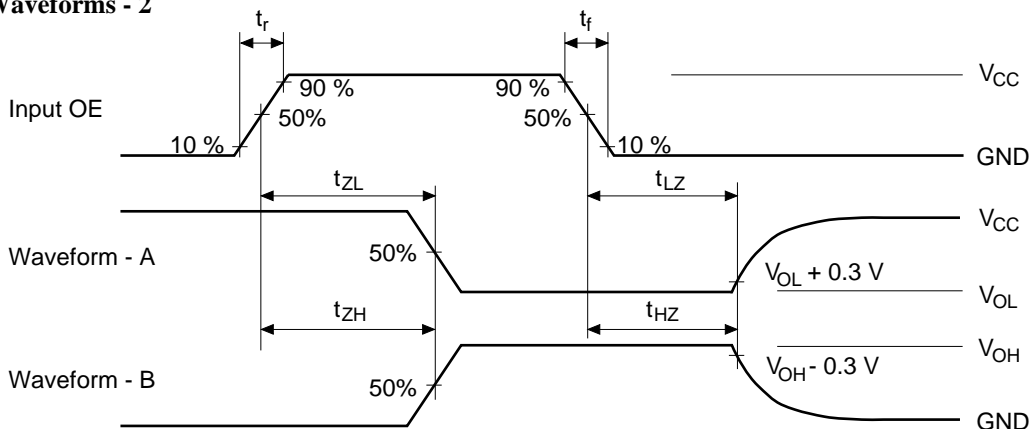 Waveforms - 2
tr
tf
Input OE
90 %
50%
10 %
90 %
50%
10 %
VCC
GND
tZL
tLZ
Waveform - A
50%
VCC
VOL + 0.3 V
VOL
tZH
tHZ
Waveform - B
50%
VOH
VOH - 0.3 V
GND